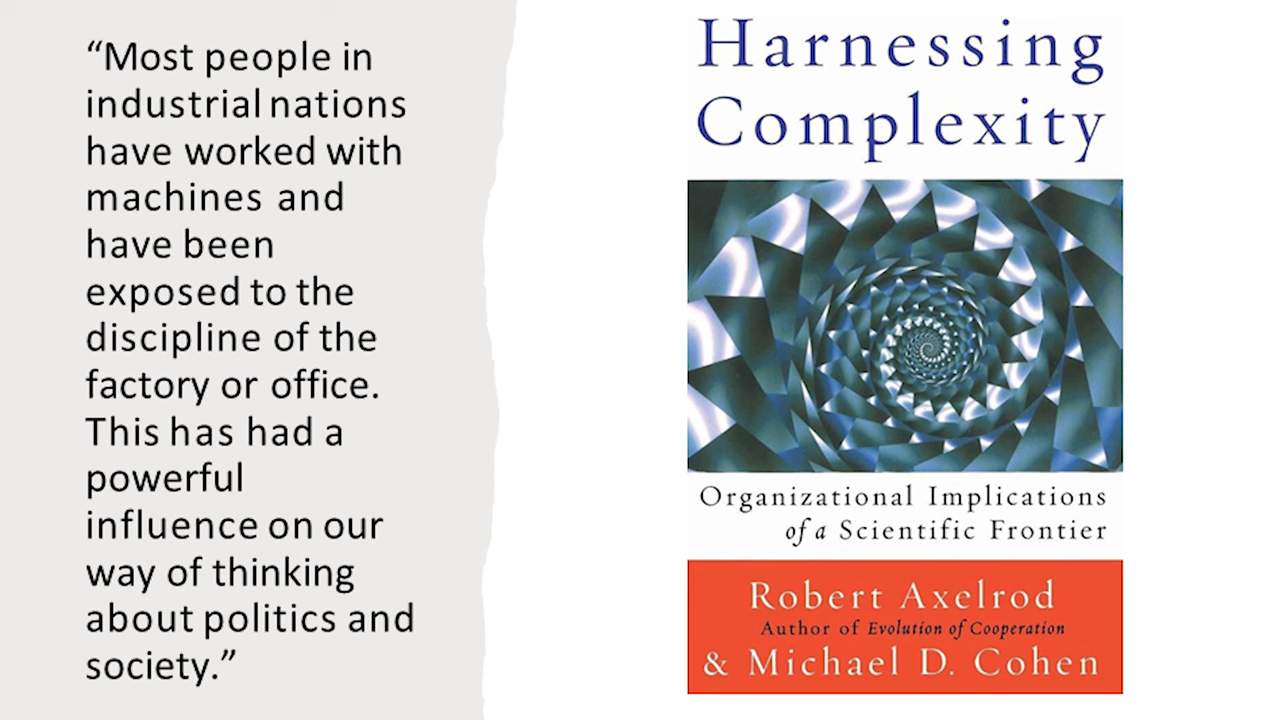 “Most people in
industrial nations
have worked with
machines and
have been
exposed to the
discipline of the
factory or office.
This has had a
powerful
influence on our
way of thinking
about politics and
society.”
Harnessing
Complexity
Organizational Implications
of a Scientific Frontier
Robert Axelrod
Author of Evolution of Cooperation
& Michael D. Cohen